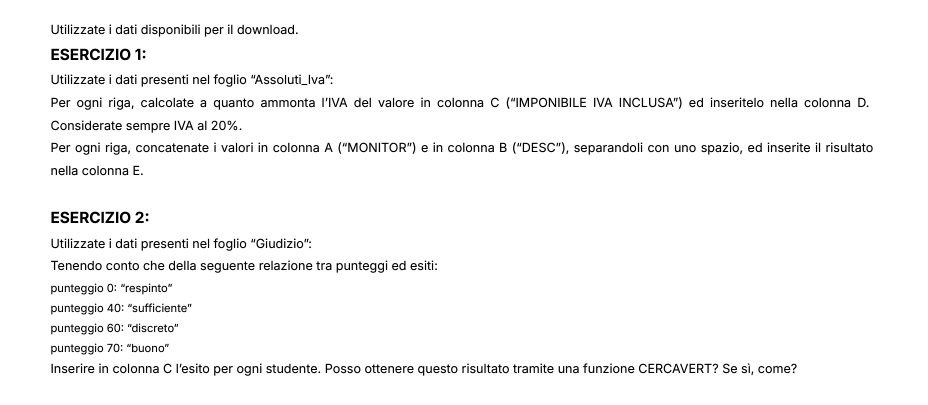 Utilizzate i dati disponibili per il download.
ESERCIZIO 1:
Utilizzate i dati presenti nel foglio “Assoluti_Iva”:
Per ogni riga, calcolate a quanto ammonta l’IVA del valore in colonna C (“IMPONIBILE IVA INCLUSA”) ed inseritelo nella colonna D.
Considerate sempre IVA al 20%.
Per ogni riga, concatenate i valori in colonna A (“MONITOR”) e in colonna B (“DESC”), separandoli con uno spazio, ed inserite il risultato
nella colonna E.
ESERCIZIO 2:
Utilizzate i dati presenti nel foglio “Giudizio”:
Tenendo conto che della seguente relazione tra punteggi ed esiti:
punteggio 0: “respinto”
punteggio 40: “sufficiente”
punteggio 60: “discreto”
punteggio 70: “buono”
Inserire in colonna C l’esito per ogni studente. Posso ottenere questo risultato tramite una funzione CERCAVERT? Se sì, come?